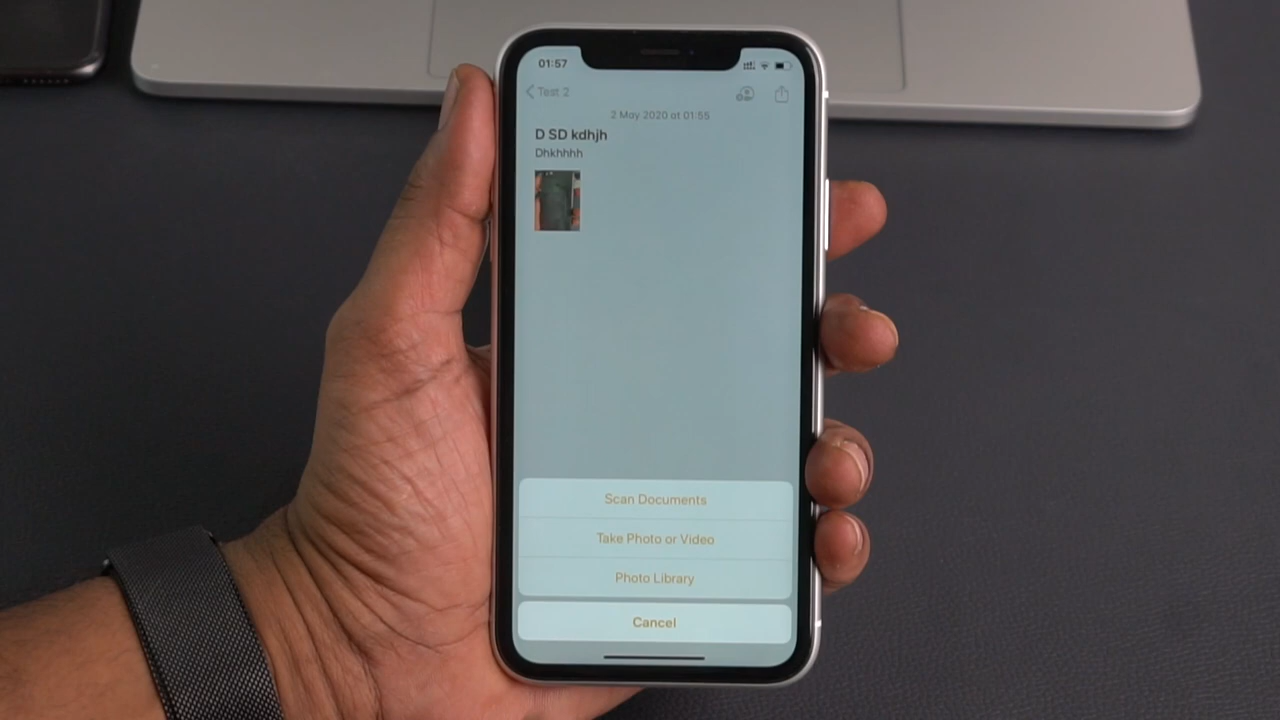 01:57
Test 2
2 May 2020 at 01:55
D SD kdhjh
Dhkhhhh
Scan Documents
Take Photo or Video
Photo Library
Cancel